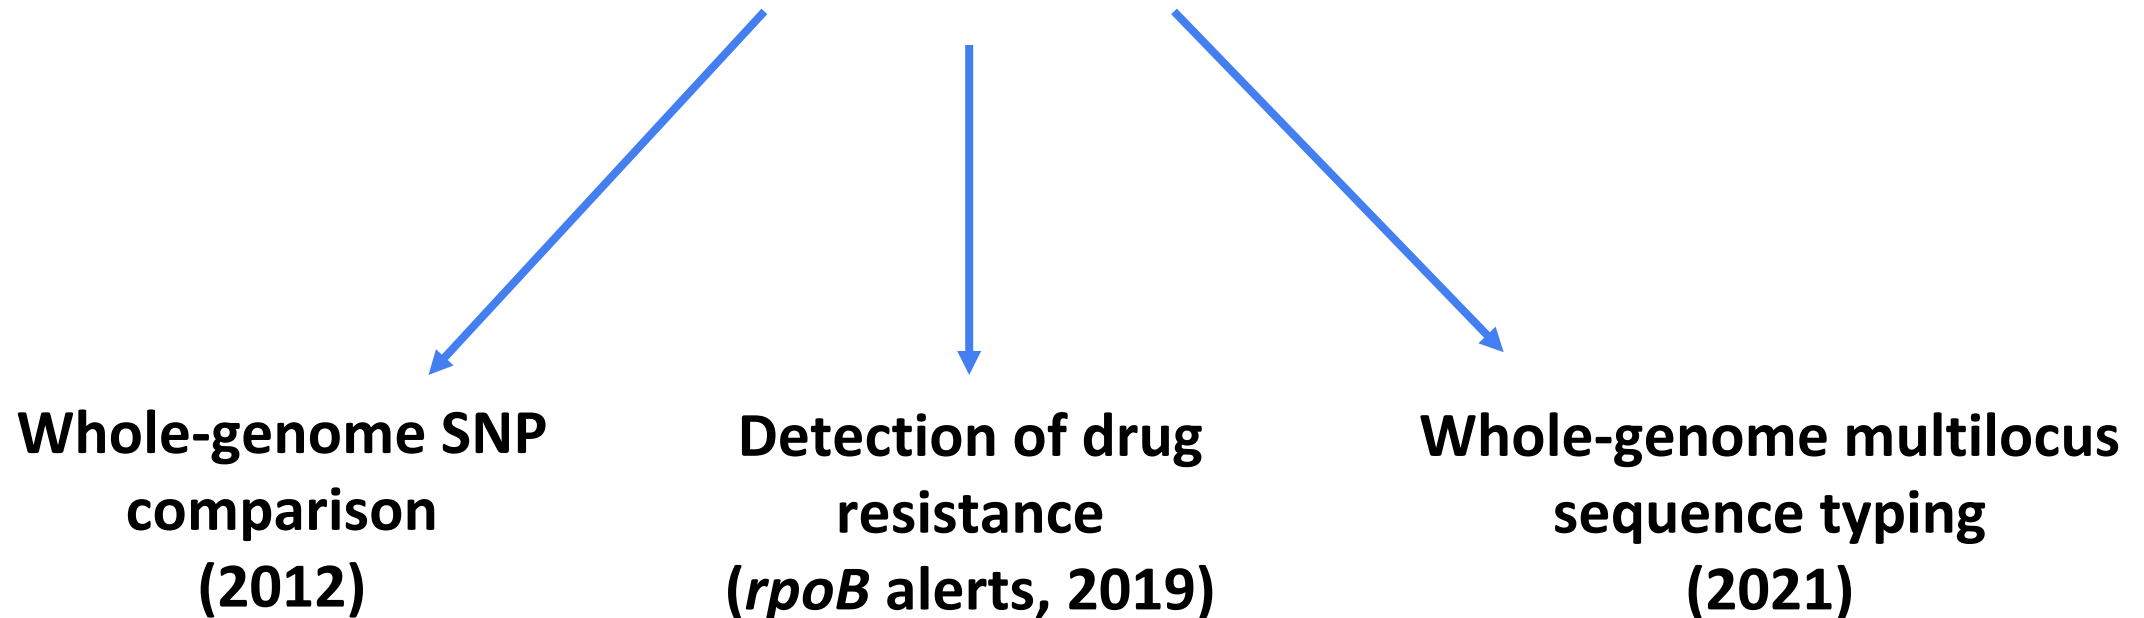 Whole-genome SNP
comparison
(2012)
Detection of drug
resistance
(rpoB alerts, 2019)
Whole-genome multilocus
sequence typing
(2021)